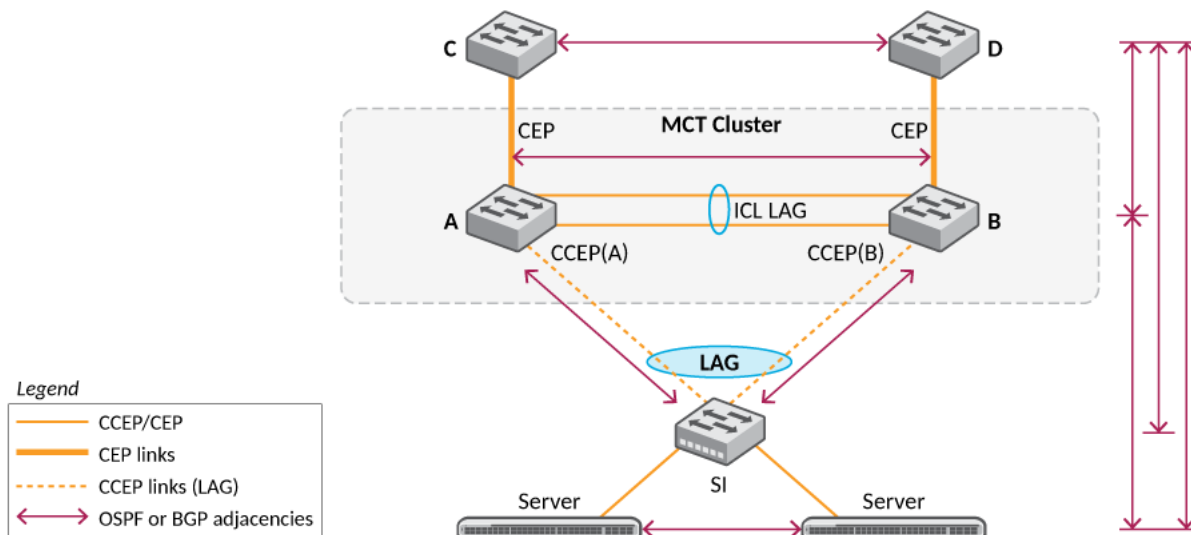 C
D
MCT Cluster
CEP
CEP
A
ICL LAG
B
CCEP(A)
CCEP(B)
LAG
SI
Server
Server
Legend
CCEP/CEP
CEP links
CCEP links (LAG)
OSPF or BGP adjacencies